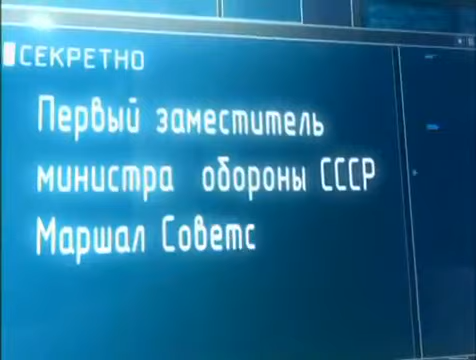 СЕКРЕТНО
Первый заместитель
министра обороны СССР
Маршал Советс